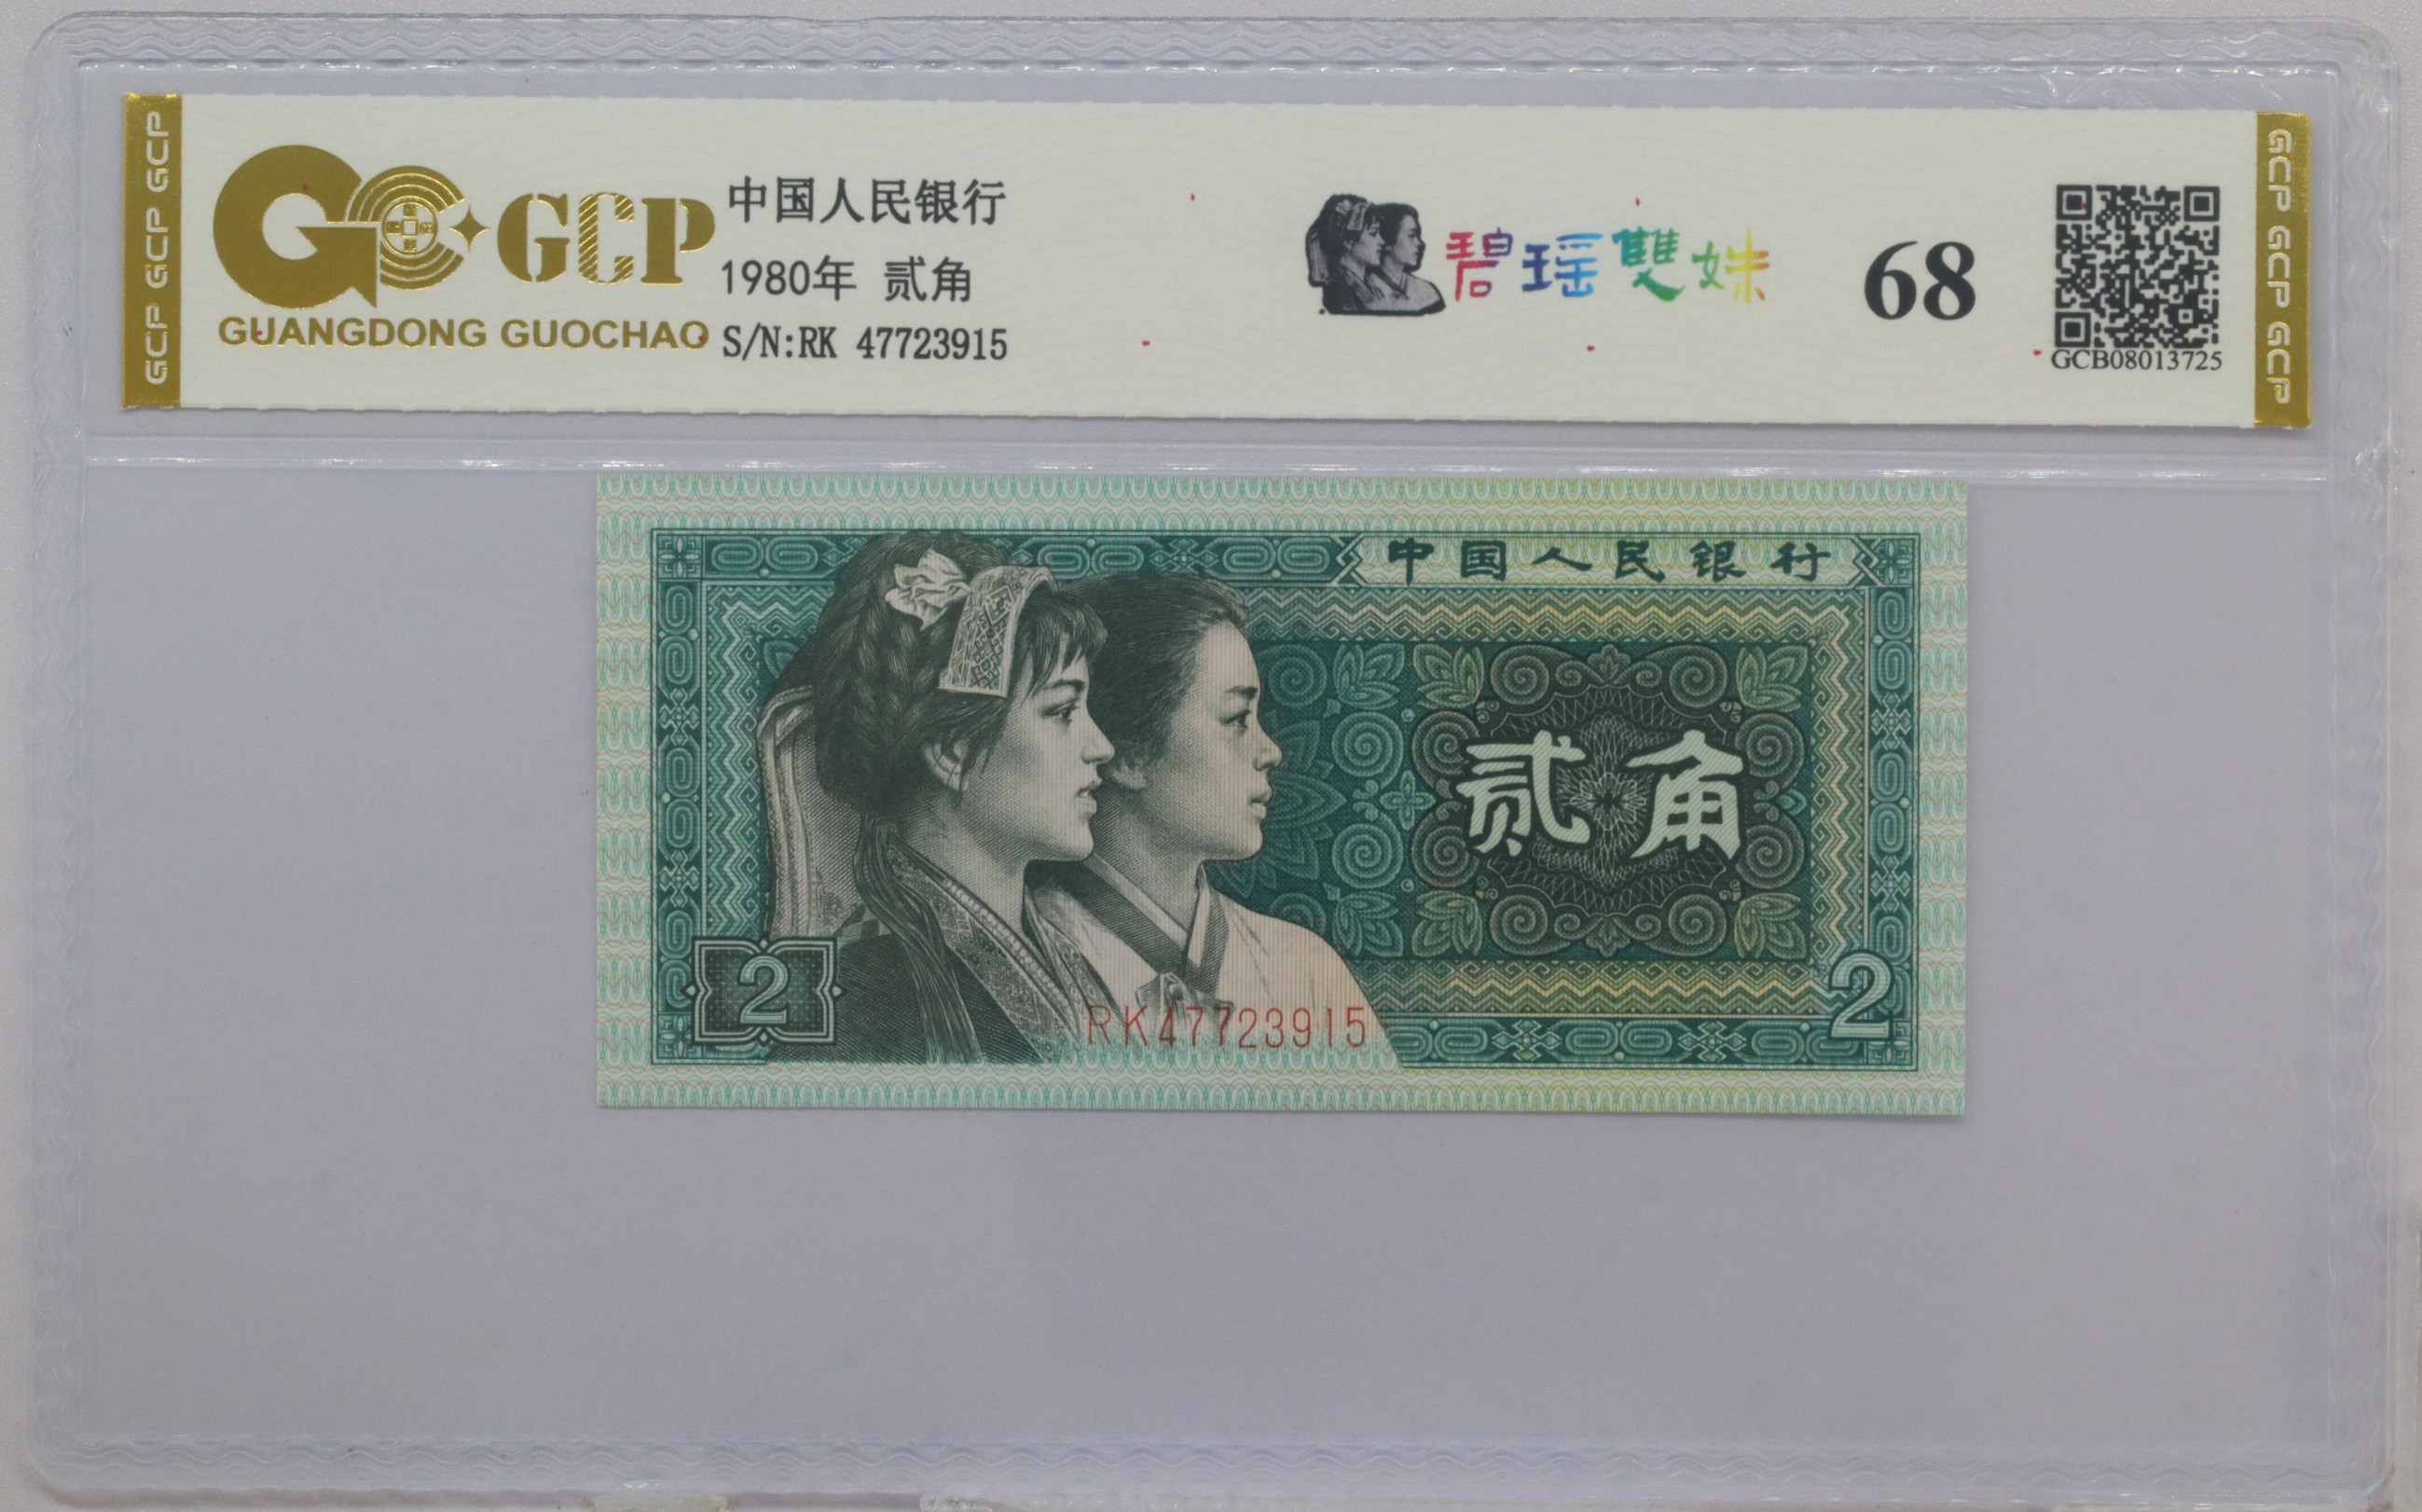 GCP GCP GCP
GCP
GUANGDONG GUOCHAO
中国人民银行
1980年 贰角
S/N:RK 47723915
碧瑶雙姝
68
GCB08013725
GCP GCP GCP
中国人民银行
贰角
2
RK47723915
2